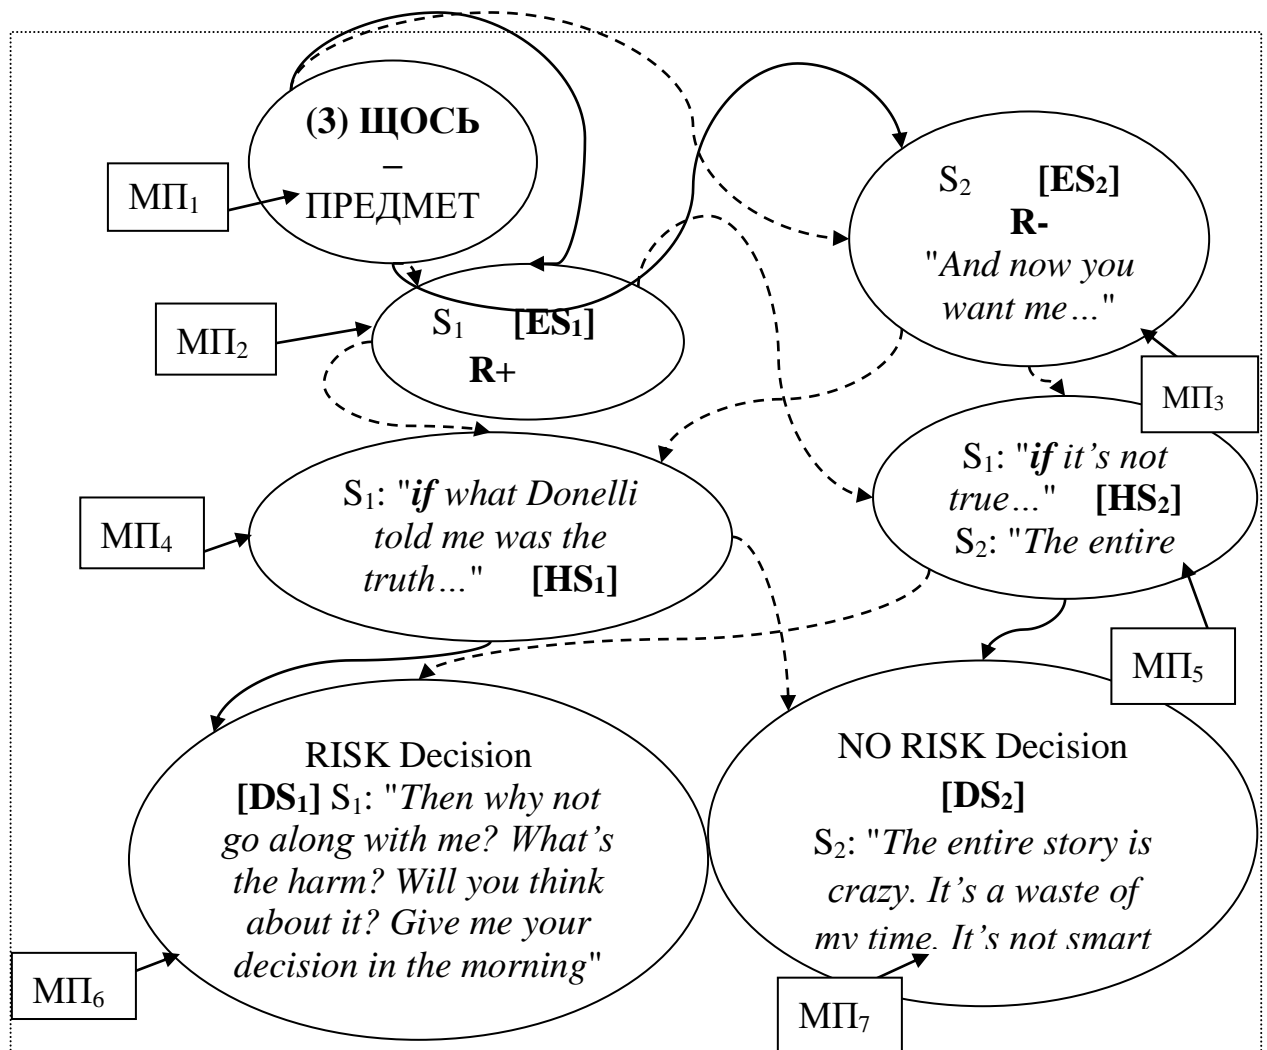 (3) ЩОСЬ
–
ПРЕДМЕТ
МП1
S2 [ES2]
R-
"And now you
want me..."
S1 [ES1]
R+
МП2
МП3
S1: "if what Donelli
told me was the
truth..." [HS1]
МП4
S1: "if it’s not
true..." [HS2]
S2: "The entire
МП5
RISK Decision
[DS1] S1: "Then why not
go along with me? What’s
the harm? Will you think
about it? Give me your
decision in the morning"
МП6
NO RISK Decision
[DS2]
S2: "The entire story is
crazy. It’s a waste of
my time. It’s not smart
МП7